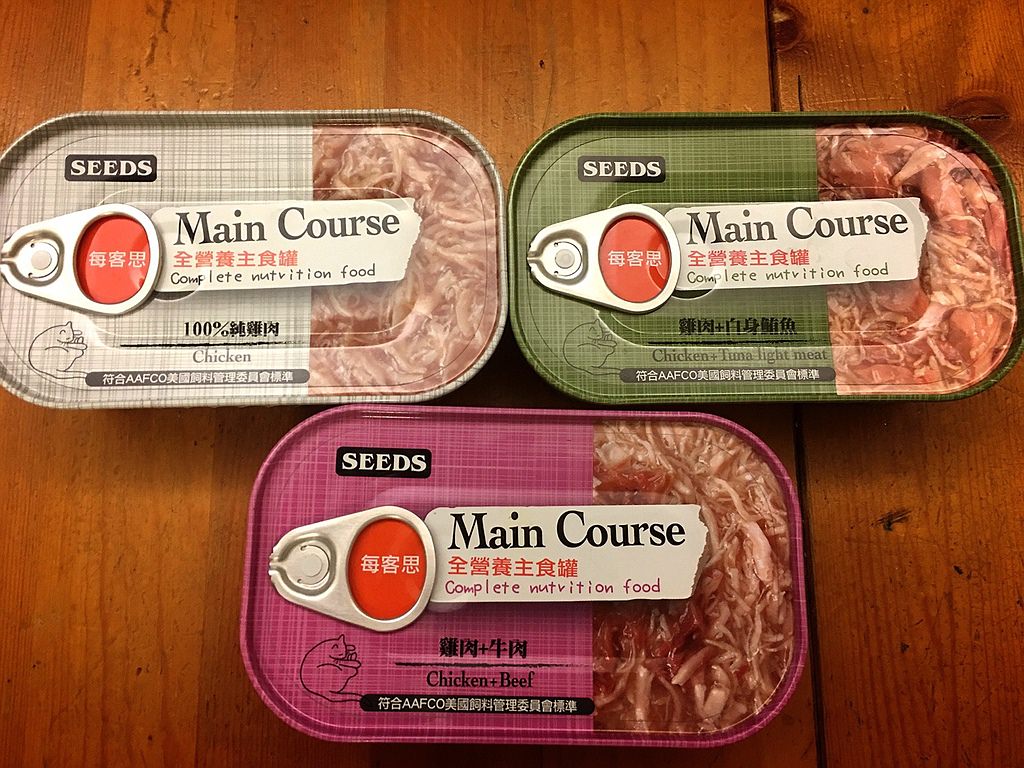 SEEDS
Main Course
每客思
全營養主食罐
Complete nutrition food
100%純雞肉
Chicken
符合AAFCO美國飼料管理委員會標準
SEEDS
Main Course
每客思
全營養主食罐
Complete nutrition food
雞肉+白身鮪魚
Chicken+Tuna light meat
符合AAFCO美國飼料管理委員會標準
SEEDS
Main Course
每客思
全營養主食罐
Complete nutrition food
雞肉+牛肉
Chicken+Beef
符合AAFCO美國飼料管理委員會標準